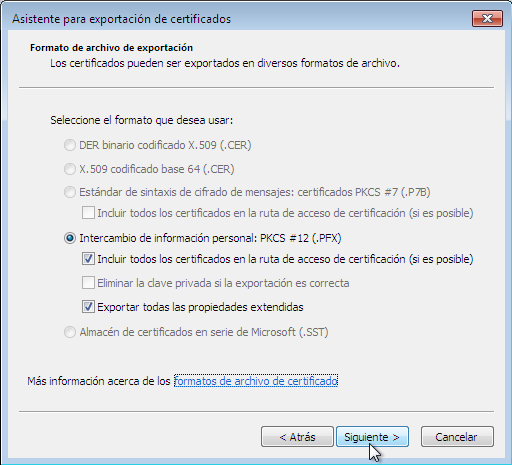 Asistente para exportación de certificados
Formato de archivo de exportación
Los certificados pueden ser exportados en diversos formatos de archivo.
Seleccione el formato que desea usar:
DER binario codificado X.509 (.CER)
X.509 codificado base 64 (.CER)
Estándar de sintaxis de cifrado de mensajes: certificados PKCS #7 (.P7B)
Incluir todos los certificados en la ruta de acceso de certificación (si es posible)
Intercambio de información personal: PKCS #12 (.PFX)
Incluir todos los certificados en la ruta de acceso de certificación (si es posible)
Eliminar la clave privada si la exportación es correcta
Exportar todas las propiedades extendidas
Almacén de certificados en serie de Microsoft (.SST)
Más información acerca de los formatos de archivo de certificado
< Atrás Siguiente > Cancelar